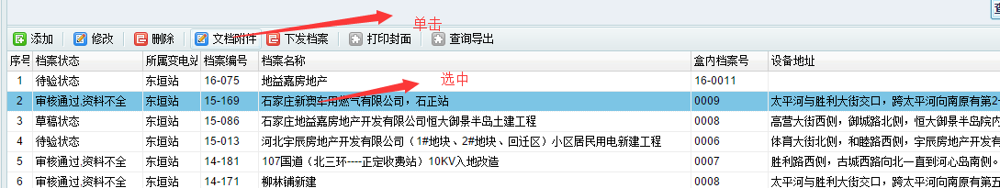 查
单击
添加 修改 删除 文档附件 下发档案 打印封面 查询导出
序号 档案状态 所属变电站 档案编号 档案名称 盒内档案号 设备地址
选中
1 待验状态 东垣站 16-075 地益嘉房地产 16-0011
2 审核通过,资料不全 东垣站 15-169 石家庄新奥车用燃气有限公司，石正站 0009 太平河与胜利大街交口，跨太平河向南原有第2
3 草稿状态 东垣站 15-086 石家庄地益嘉房地产开发有限公司恒大御景半岛土建工程 0008 高营大街西侧，御城路北侧，恒大御景半岛院内
4 待验状态 东垣站 15-013 河北宇辰房地产开发有限公司（1#地块、2#地块、回迁区）小区居民用电新建工程 0006 体育大街北侧，和睦路西侧，宇辰房地产开发有限
5 审核通过,资料不全 东垣站 14-181 107国道（北三环----正定收费站）10KV入地改造 0007 胜利路西侧，古城西路向北一直到河心岛南侧。
6 审核通过,资料不全 东垣站 14-171 柳林铺新建 0008 太平河与胜利大街交口，跨太平河向南原有第五